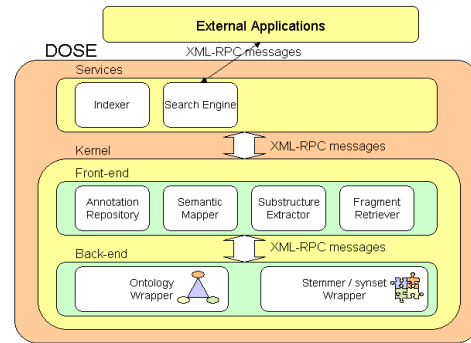 External Applications
DOSE
XML-RPC messages
Services
Indexer
Search Engine
XML-RPC messages
Kernel
Front-end
Annotation
Repository
Semantic
Mapper
Substructure
Extractor
Fragment
Retriever
XML-RPC messages
Back-end
Ontology
Wrapper
Stemmer / synset
Wrapper